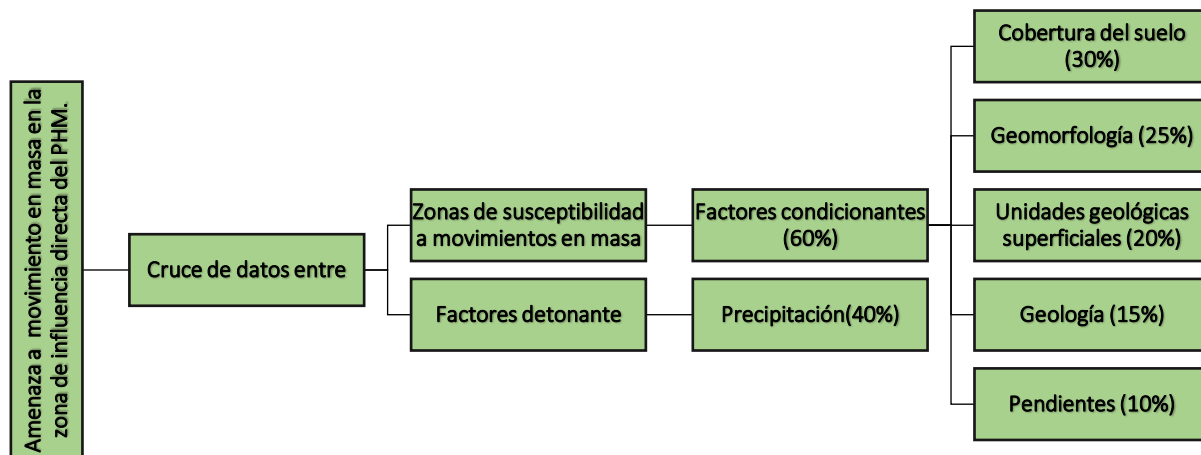 Amenaza a movimiento en masa en la
zona de influencia directa del PHM.
Cruce de datos entre
Zonas de susceptibilidad
a movimientos en masa
Factores detonante
Factores condicionantes
(60%)
Precipitación(40%)
Cobertura del suelo
(30%)
Geomorfología (25%)
Unidades geológicas
superficiales (20%)
Geología (15%)
Pendientes (10%)